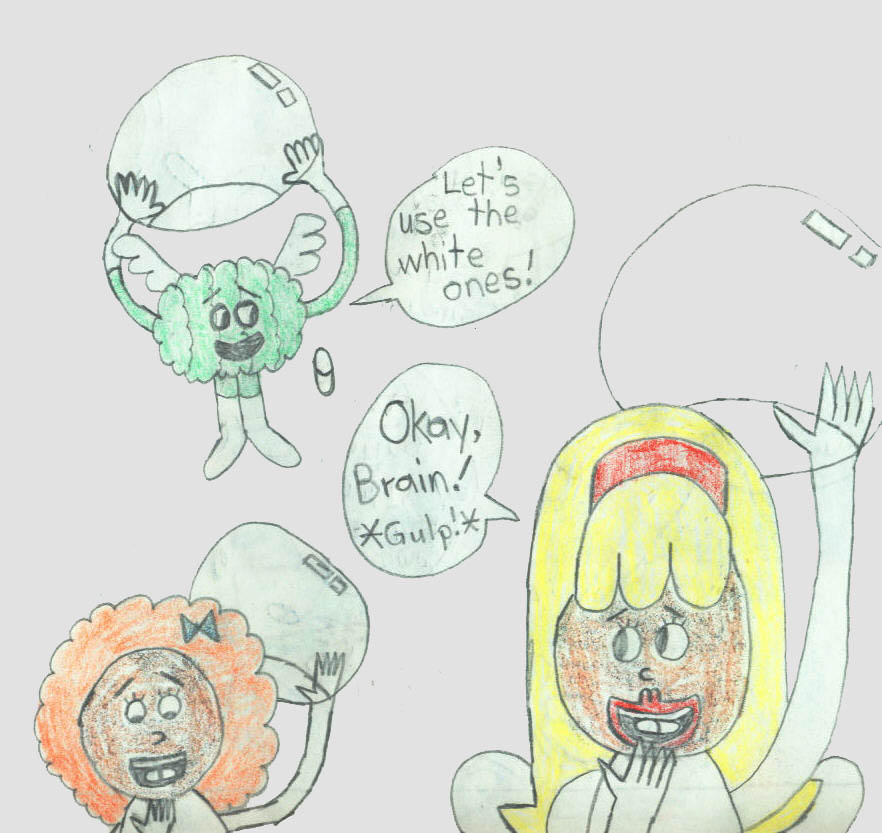 Let's
use the
white
ones!
Okay,
Brain!
*Gulp!*